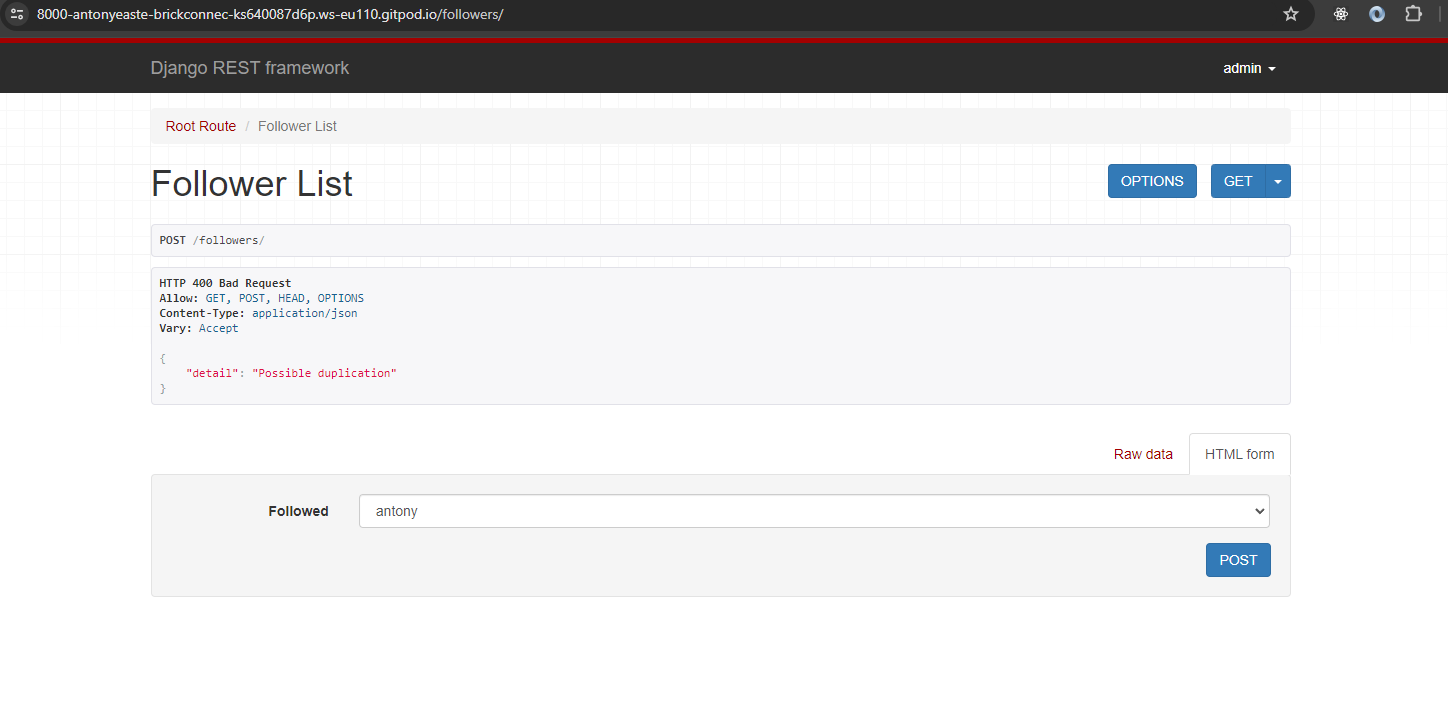 8000-antonyeaste-brickconnec-ks640087d6p.ws-eu110.gitpod.io/followers/
Django REST framework
admin
Root Route / Follower List
Follower List
OPTIONS
GET
POST /followers/
HTTP 400 Bad Request
Allow: GET, POST, HEAD, OPTIONS
Content-Type: application/json
Vary: Accept
{
"detail": "Possible duplication"
}
Raw data
HTML form
Followed
antony
POST